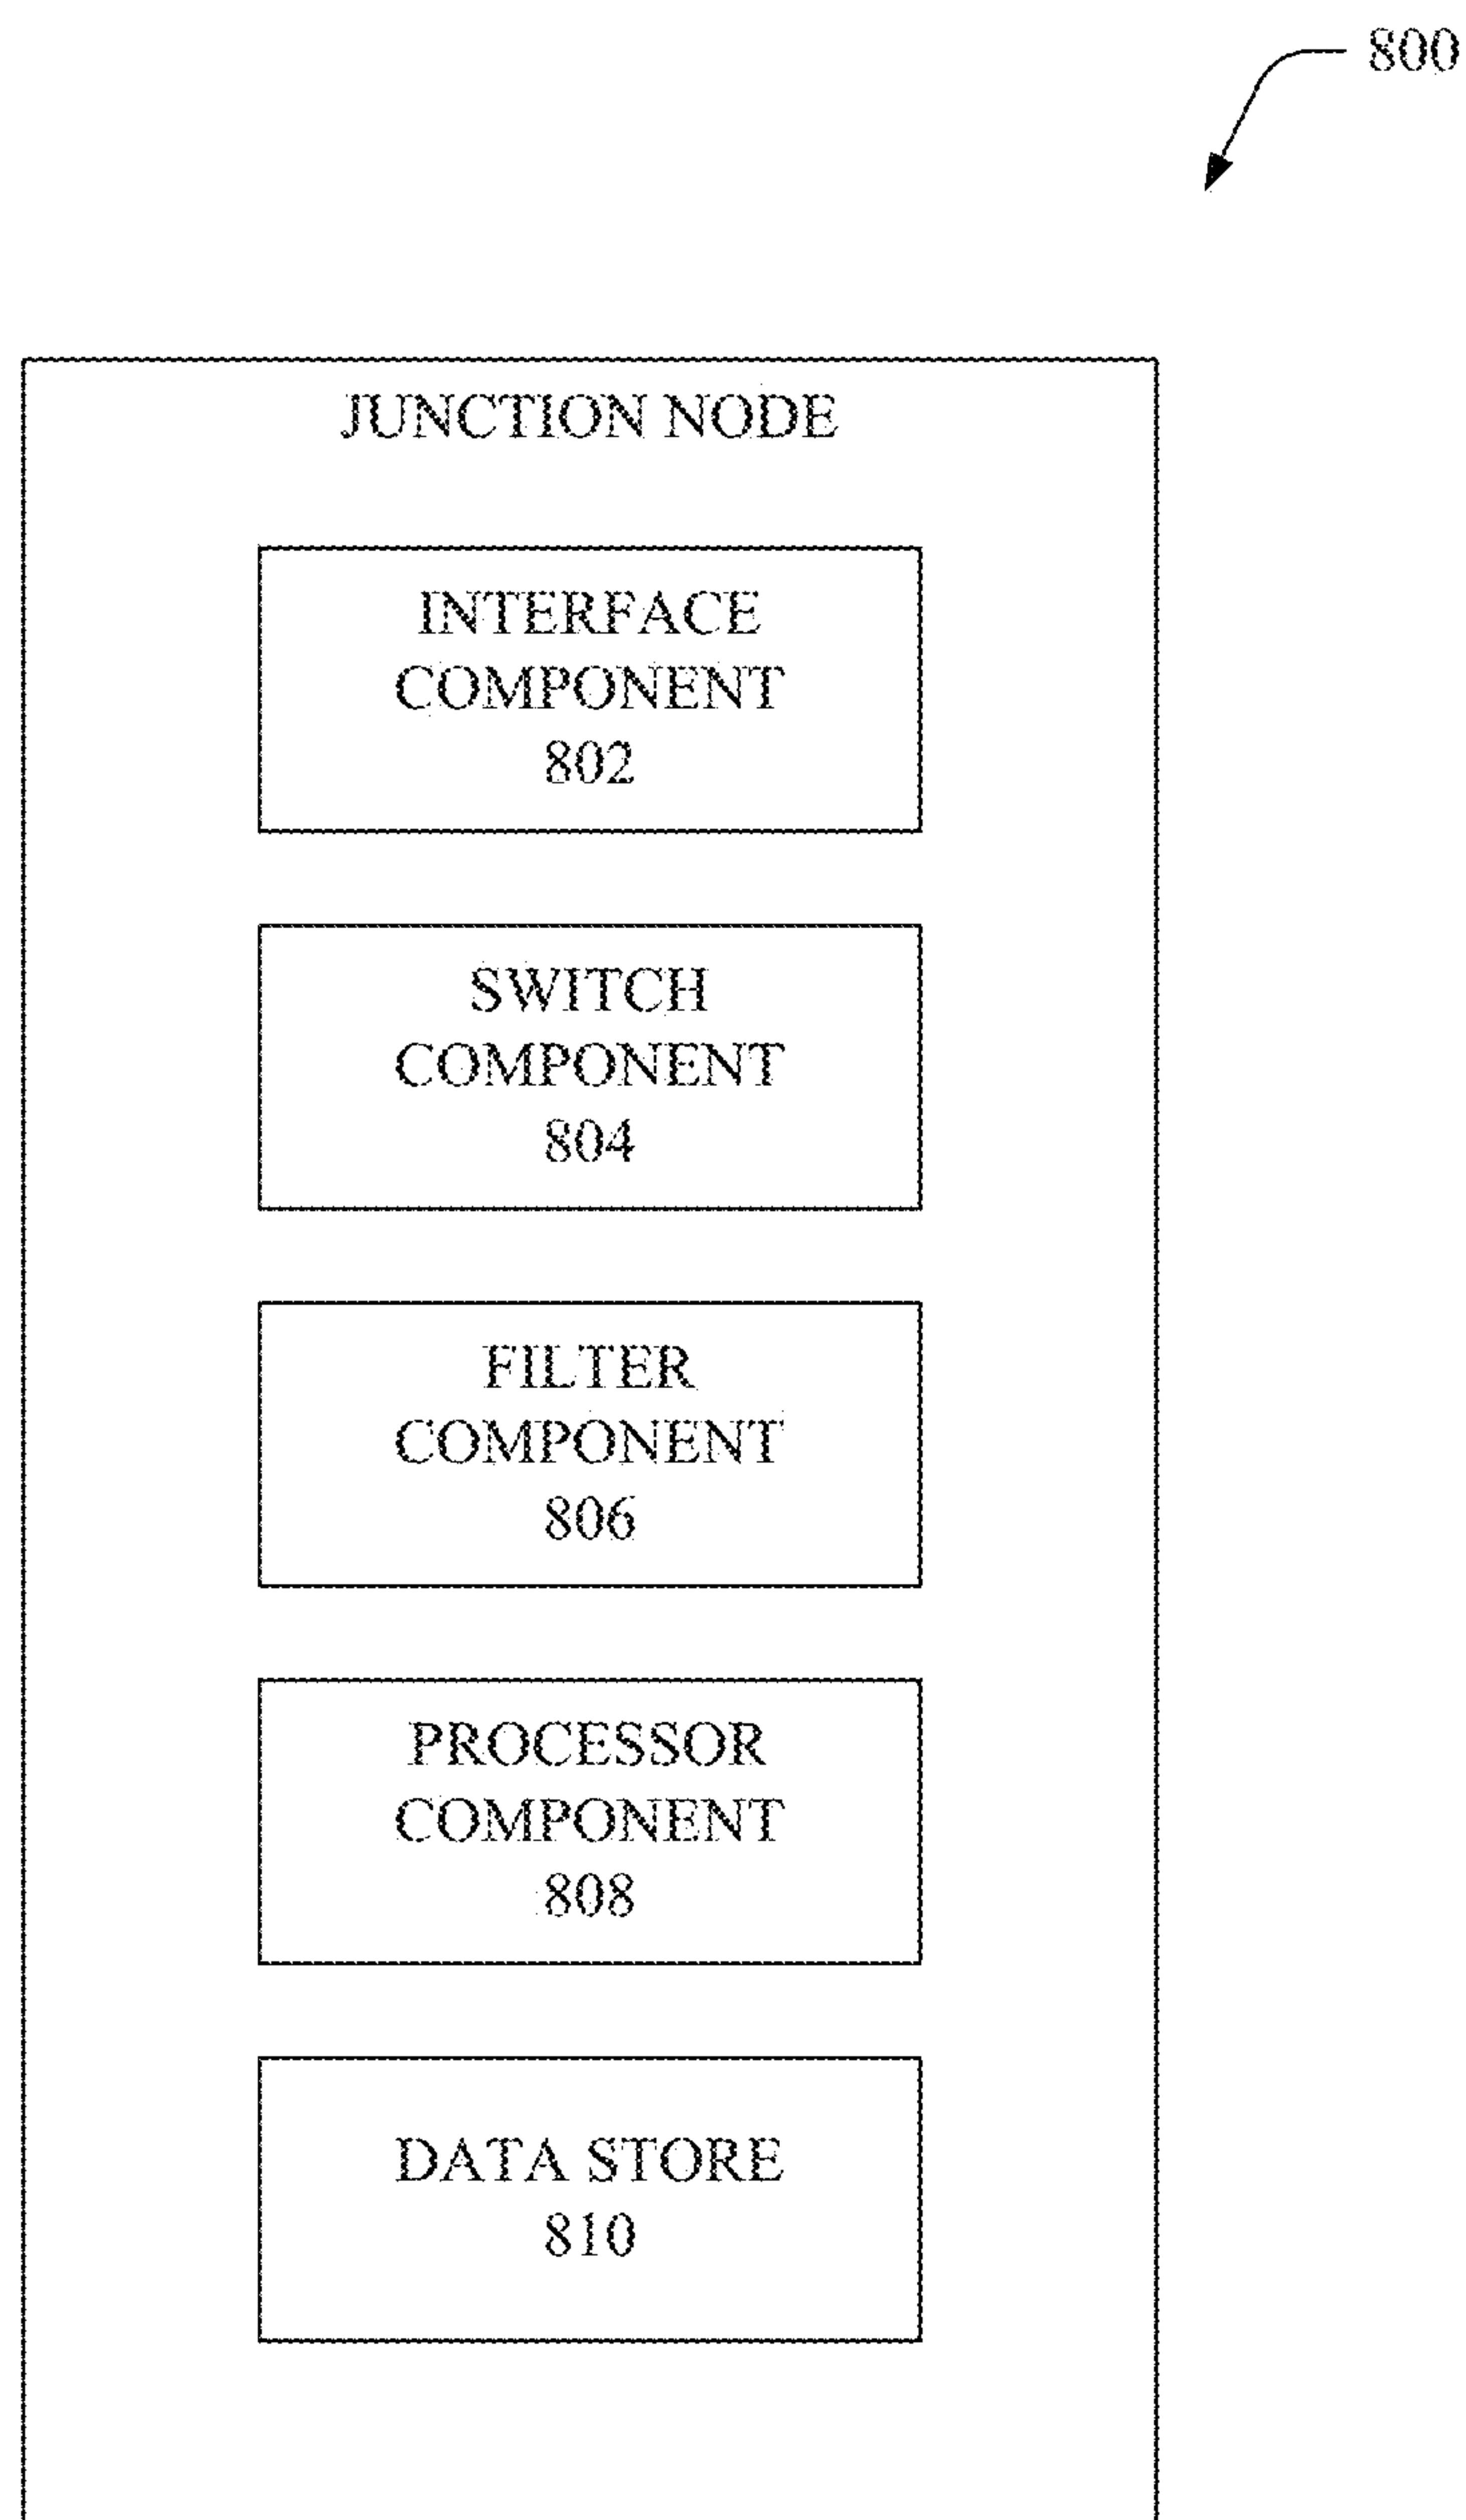 800
JUNCTION NODE
INTERFACE
COMPONENT
802
SWITCH
COMPONENT
804
FILTER
COMPONENT
806
PROCESSOR
COMPONENT
808
DATA STORE
810